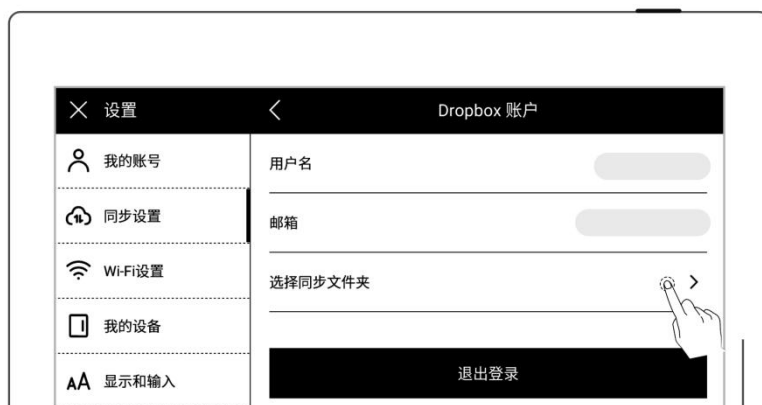 设置
Dropbox 账户
我的账号
同步设置
Wi-Fi设置
我的设备
AA 显示和输入
用户名
邮箱
选择同步文件夹
退出登录